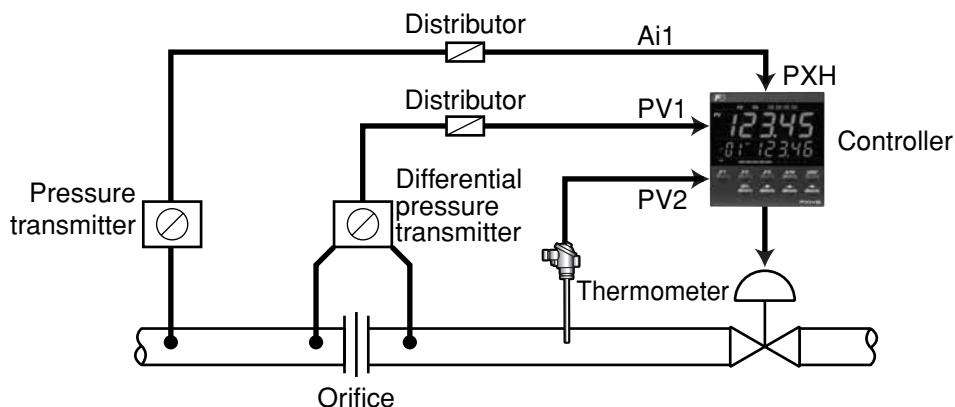 Distributor
Ai1
PXH
Distributor
PV1
123.45
-01- 123.46
Controller
Pressure
transmitter
Differential
pressure
transmitter
PV2
Thermometer
Orifice